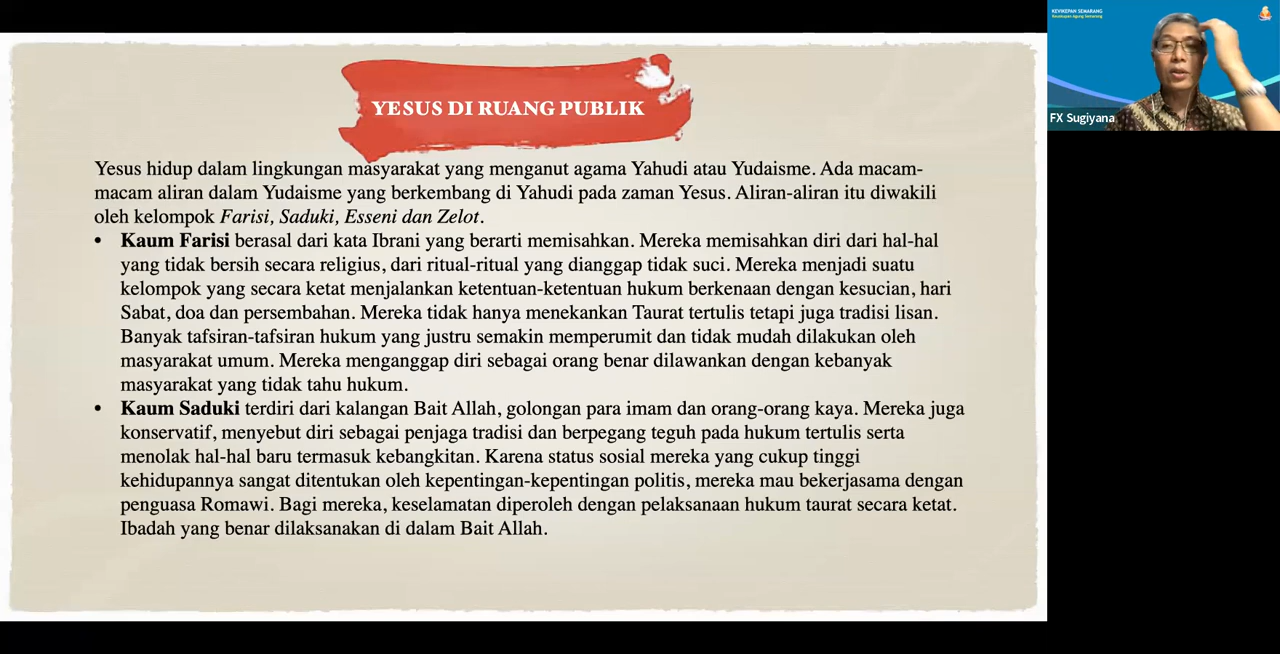 YESUS DI RUANG PUBLIK
Yesus hidup dalam lingkungan masyarakat yang menganut agama Yahudi atau Yudaisme. Ada macam-
macam aliran dalam Yudaisme yang berkembang di Yahudi pada zaman Yesus. Aliran-aliran itu diwakili
oleh kelompok Farisi, Saduki, Esseni dan Zelot.
• Kaum Farisi berasal dari kata Ibrani yang berarti memisahkan. Mereka memisahkan diri dari hal-hal
yang tidak bersih secara religius, dari ritual-ritual yang dianggap tidak suci. Mereka menjadi suatu
kelompok yang secara ketat menjalankan ketentuan-ketentuan hukum berkenaan dengan kesucian, hari
Sabat, doa dan persembahan. Mereka tidak hanya menekankan Taurat tertulis tetapi juga tradisi lisan.
Banyak tafsiran-tafsiran hukum yang justru semakin memperumit dan tidak mudah dilakukan oleh
masyarakat umum. Mereka menganggap diri sebagai orang benar dilawankan dengan kebanyak
masyarakat yang tidak tahu hukum.
• Kaum Saduki terdiri dari kalangan Bait Allah, golongan para imam dan orang-orang kaya. Mereka juga
konservatif, menyebut diri sebagai penjaga tradisi dan berpegang teguh pada hukum tertulis serta
menolak hal-hal baru termasuk kebangkitan. Karena status sosial mereka yang cukup tinggi
kehidupannya sangat ditentukan oleh kepentingan-kepentingan politis, mereka mau bekerjasama dengan
penguasa Romawi. Bagi mereka, keselamatan diperoleh dengan pelaksanaan hukum taurat secara ketat.
Ibadah yang benar dilaksanakan di dalam Bait Allah.
KEVIKEPAN SEMARANG
Keuskupan Agung Semarang
FX Sugiyana